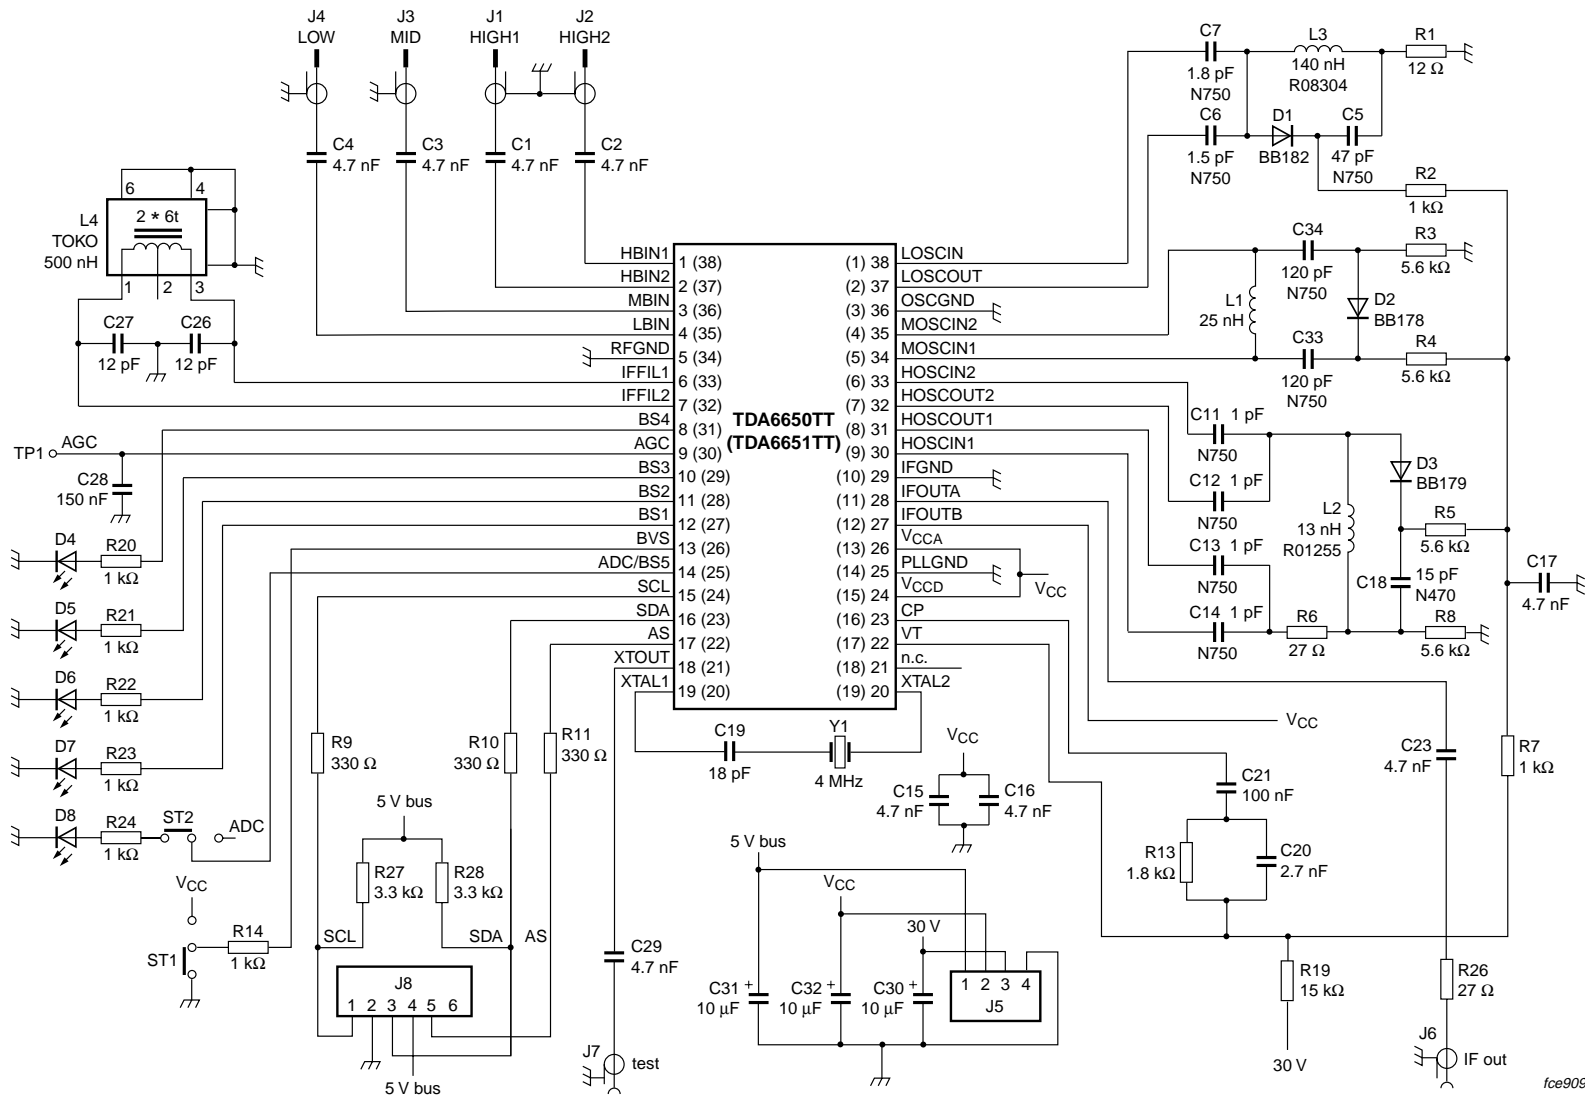 J4
LOW
J3
MID
J1
HIGH1
J2
HIGH2
C4
4.7 nF
C3
4.7 nF
C1
4.7 nF
C2
4.7 nF
C7
1.8 pF
N750
L3
140 nH
R08304
R1
12 Ω
C6
1.5 pF
N750
D1
BB182
C5
47 pF
N750
R2
1 kΩ
6
4
L4
TOKO
500 nH
2 * 6t
1
2
3
C27
12 pF
C26
12 pF
C34
120 pF
N750
R3
5.6 kΩ
L1
25 nH
D2
BB178
C33
120 pF
N750
R4
5.6 kΩ
TDA6650TT
(TDA6651TT)
HBIN1 1 (38)
HBIN2 2 (37)
MBIN 3 (36)
LBIN 4 (35)
RFGND 5 (34)
IFFIL1 6 (33)
IFFIL2 7 (32)
BS4 8 (31)
AGC 9 (30)
BS3 10 (29)
BS2 11 (28)
BS1 12 (27)
BVS 13 (26)
ADC/BS5 14 (25)
SCL 15 (24)
SDA 16 (23)
AS 17 (22)
XTOUT 18 (21)
XTAL1 19 (20)
(1) 38 LOSCIN
(2) 37 LOSCOUT
(3) 36 OSCGND
(4) 35 MOSCIN2
(5) 34 MOSCIN1
(6) 33 HOSCIN2
(7) 32 HOSCOUT2
(8) 31 HOSCOUT1
(9) 30 HOSCIN1
(10) 29 IFGND
(11) 28 IFOUTA
(12) 27 IFOUTB
(13) 26 VCCA
(14) 25 PLLGND
(15) 24 VCCD
(16) 23 CP
(17) 22 VT
(18) 21 n.c.
(19) 20 XTAL2
VCC
TP1
AGC
C28
150 nF
C11 1 pF
N750
C12 1 pF
N750
C13 1 pF
N750
C14 1 pF
N750
D3
BB179
L2
13 nH
R01255
R5
5.6 kΩ
C18
15 pF
N470
C17
4.7 nF
R6
27 Ω
R8
5.6 kΩ
D4
R20
1 kΩ
D5
R21
1 kΩ
D6
R22
1 kΩ
D7
R23
1 kΩ
D8
R24
1 kΩ
ST2
ADC
VCC
R14
1 kΩ
ST1
R9
330 Ω
R10
330 Ω
R11
330 Ω
C19
18 pF
Y1
4 MHz
VCC
C15
4.7 nF
C16
4.7 nF
VCC
C23
4.7 nF
R7
1 kΩ
C21
100 nF
R13
1.8 kΩ
C20
2.7 nF
5 V bus
R27
3.3 kΩ
R28
3.3 kΩ
SCL
SDA
AS
J8
1 2 3 4 5 6
5 V bus
C29
4.7 nF
J7
test
5 V bus
VCC
30 V
C31
10 μF
+
C32
10 μF
+
C30
10 μF
+
1 2 3 4
J5
R19
15 kΩ
30 V
R26
27 Ω
J6
IF out
fce909